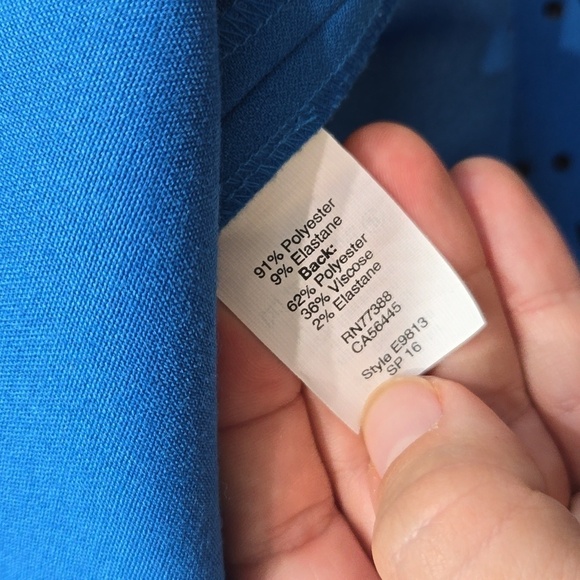 91% Polyester
9% Elastane
Back:
62% Polyester
36% Viscose
2% Elastane
RN77388
CA56445
Style E9813
SP 16